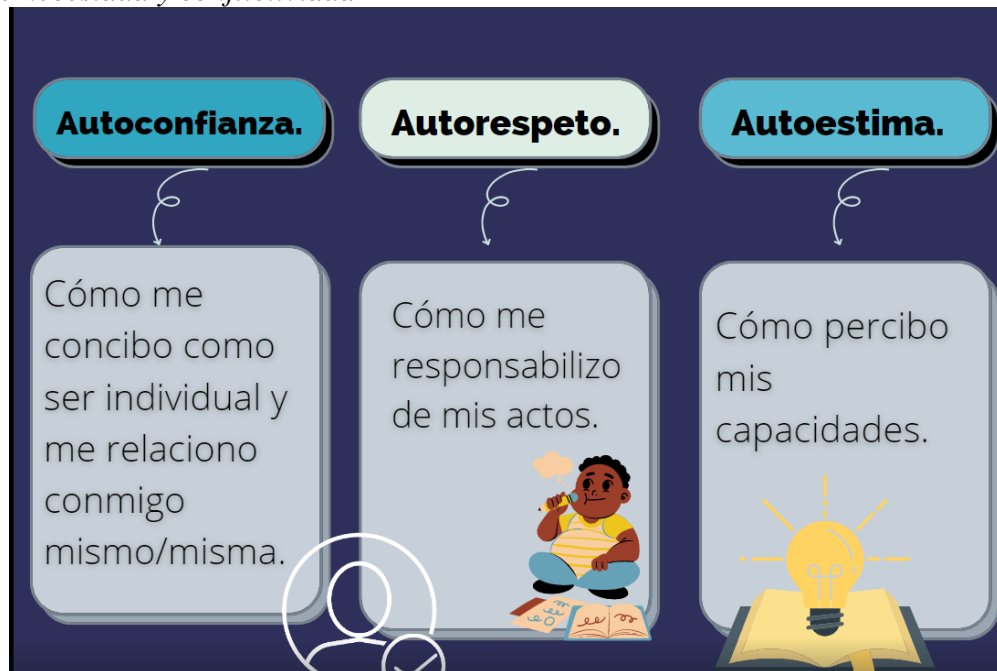 Autoconfianza.
Autorespeto.
Autoestima.
Cómo me
concibo como
ser individual y
me relaciono
conmigo
mismo/misma.
Cómo me
responsabilizo
de mis actos.
Cómo percibo
mis
capacidades.